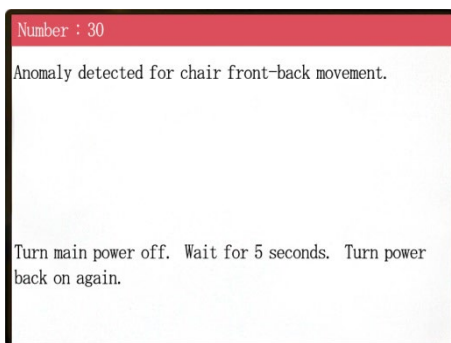 Number : 30
Anomaly detected for chair front-back movement.
Turn main power off. Wait for 5 seconds. Turn power
back on again.